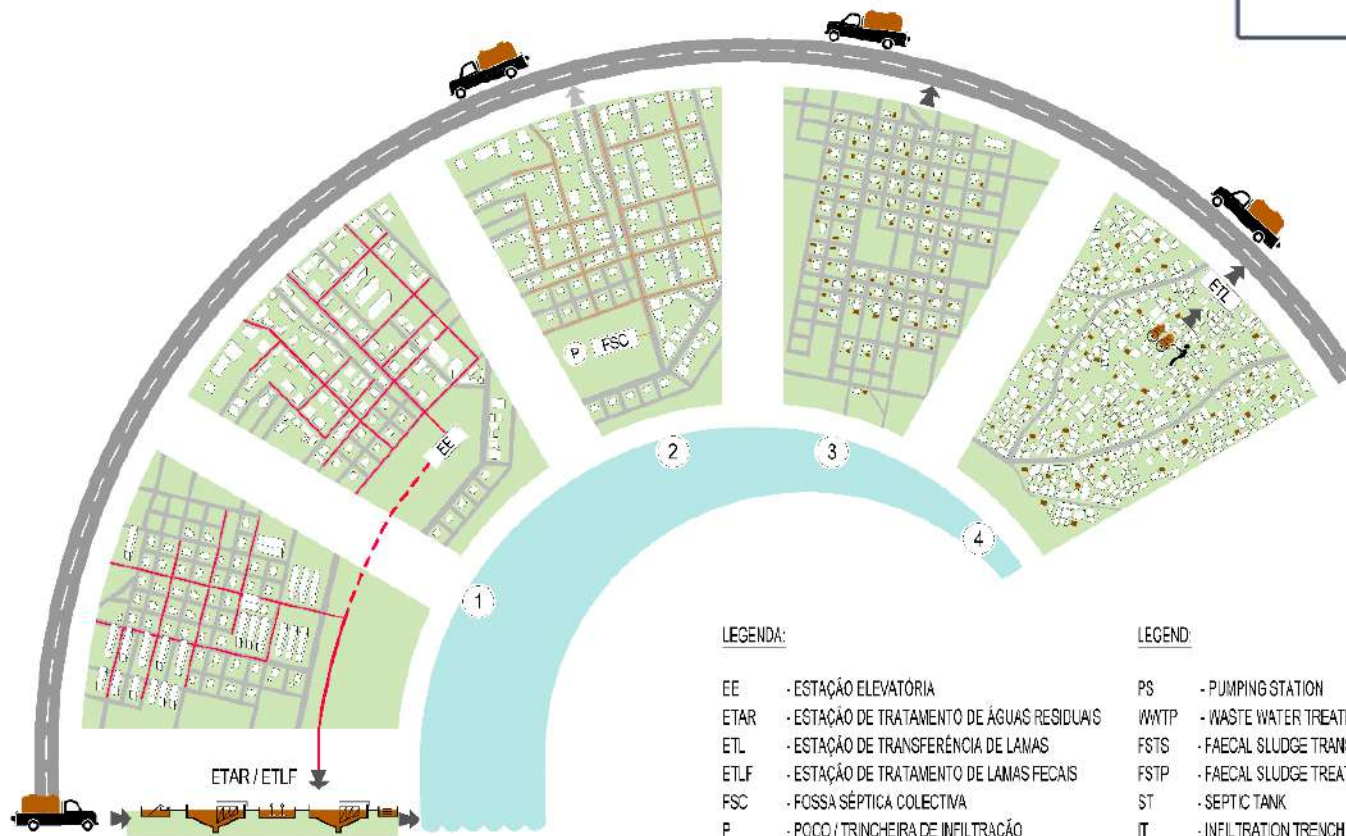 ETL
P
FSC
EE
2
3
4
1
ETAR / ETLF
LEGENDA:
EE - ESTAÇÃO ELEVATÓRIA
ETAR - ESTAÇÃO DE TRATAMENTO DE ÁGUAS RESIDUAIS
ETL - ESTAÇÃO DE TRANSFERÊNCIA DE LAMAS
ETLF - ESTAÇÃO DE TRATAMENTO DE LAMAS FECAIS
FSC - FOSSA SÉPTICA COLECTIVA
P - POÇO / TRINCHEIRA DE INFILTRAÇÃO
LEGEND:
PS - PUMPING STATION
WWTP - WASTE WATER TREAT
FSTS - FAECAL SLUDGE TRANS
FSTP - FAECAL SLUDGE TREAT
ST - SEPTIC TANK
IT - INFILTRATION TRENCH